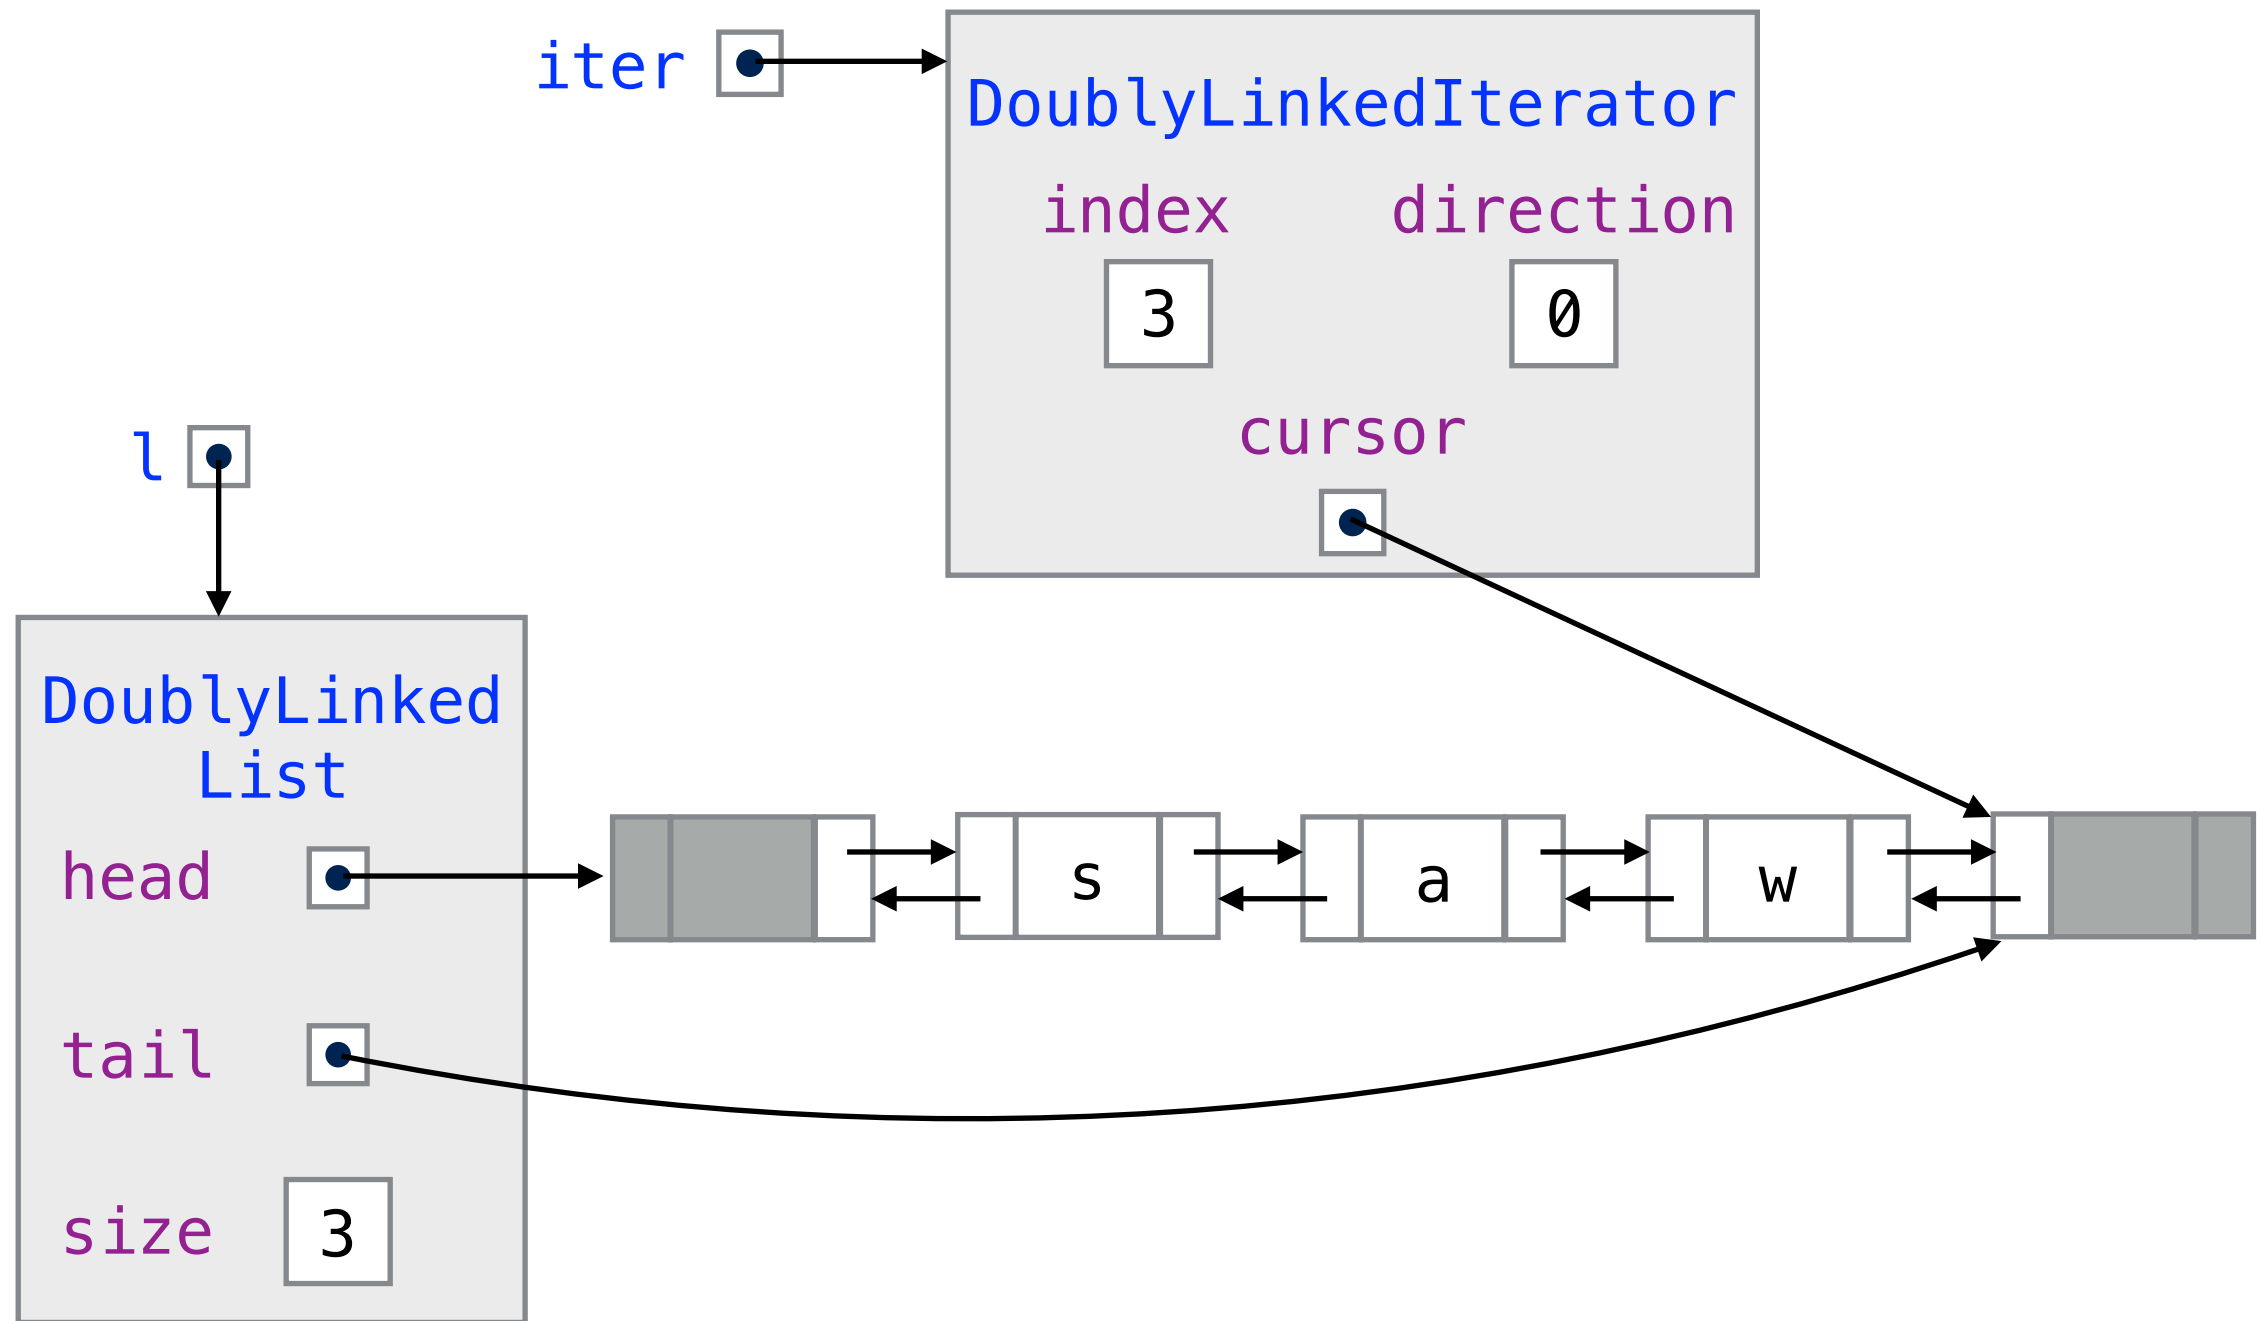 iter
DoublyLinkedIterator
index direction
3 0
cursor
l
DoublyLinked
List
head
s a w
tail
size 3